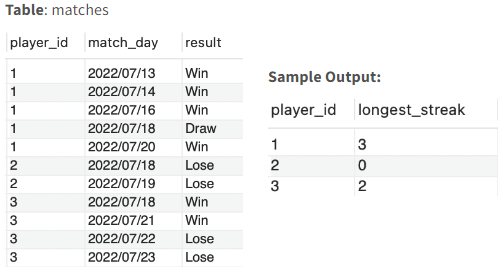 Table: matches
player_id match_day result
1 2022/07/13 Win
1 2022/07/14 Win
1 2022/07/16 Win
1 2022/07/18 Draw
1 2022/07/20 Win
2 2022/07/18 Lose
2 2022/07/19 Lose
3 2022/07/18 Win
3 2022/07/21 Win
3 2022/07/22 Lose
3 2022/07/23 Lose
Sample Output:
player_id longest_streak
1 3
2 0
3 2